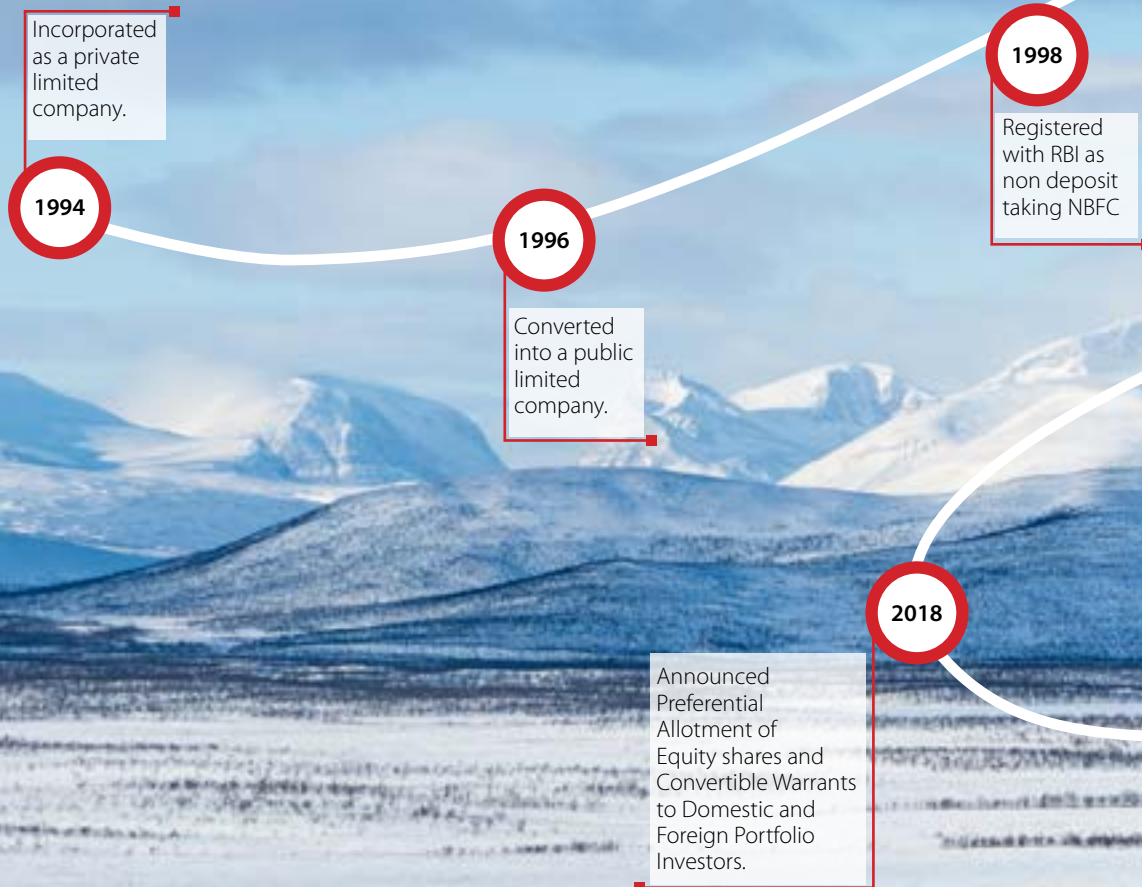 Incorporated
as a private
limited
company.
1994
1996
Converted
into a public
limited
company.
1998
Registered
with RBI as
non deposit
taking NBFC
2018
Announced
Preferential
Allotment of
Equity shares and
Convertible Warrants
to Domestic and
Foreign Portfolio
Investors.